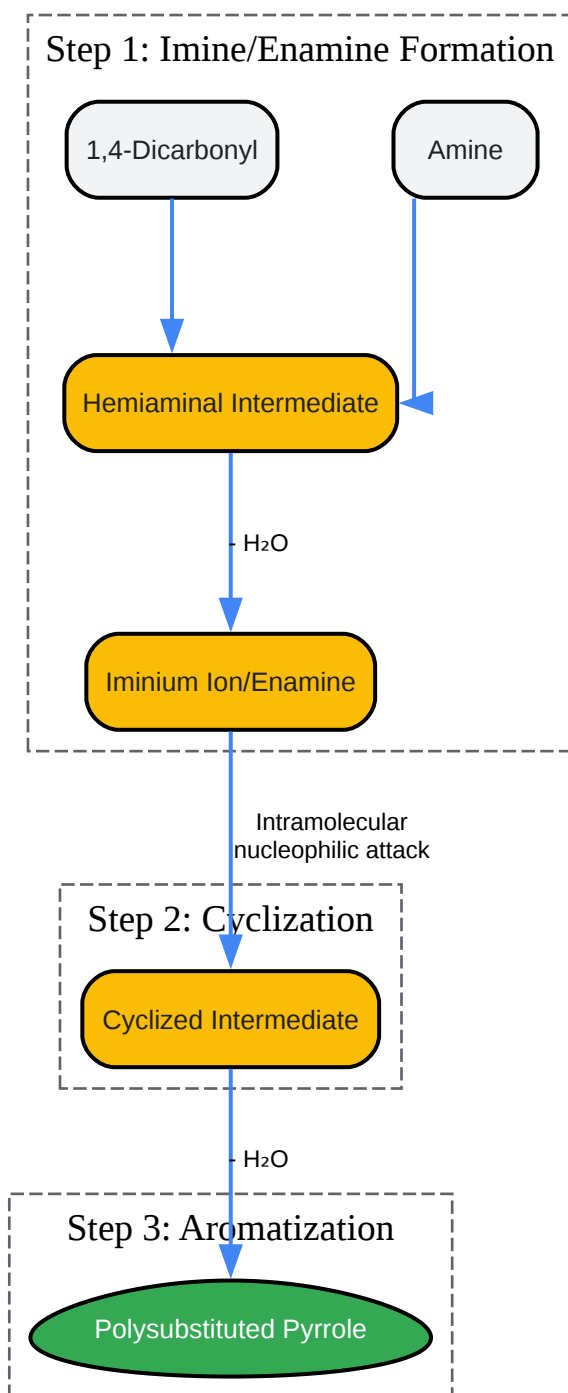 Step 1: Imine/Enamine Formation
1,4-Dicarbonyl
Amine
Hemiaminal Intermediate
- H₂O
Iminium Ion/Enamine
Intramolecular
nucleophilic attack
Step 2: Cyclization
Cyclized Intermediate
- H₂O
Step 3: Aromatization
Polysubstituted Pyrrole